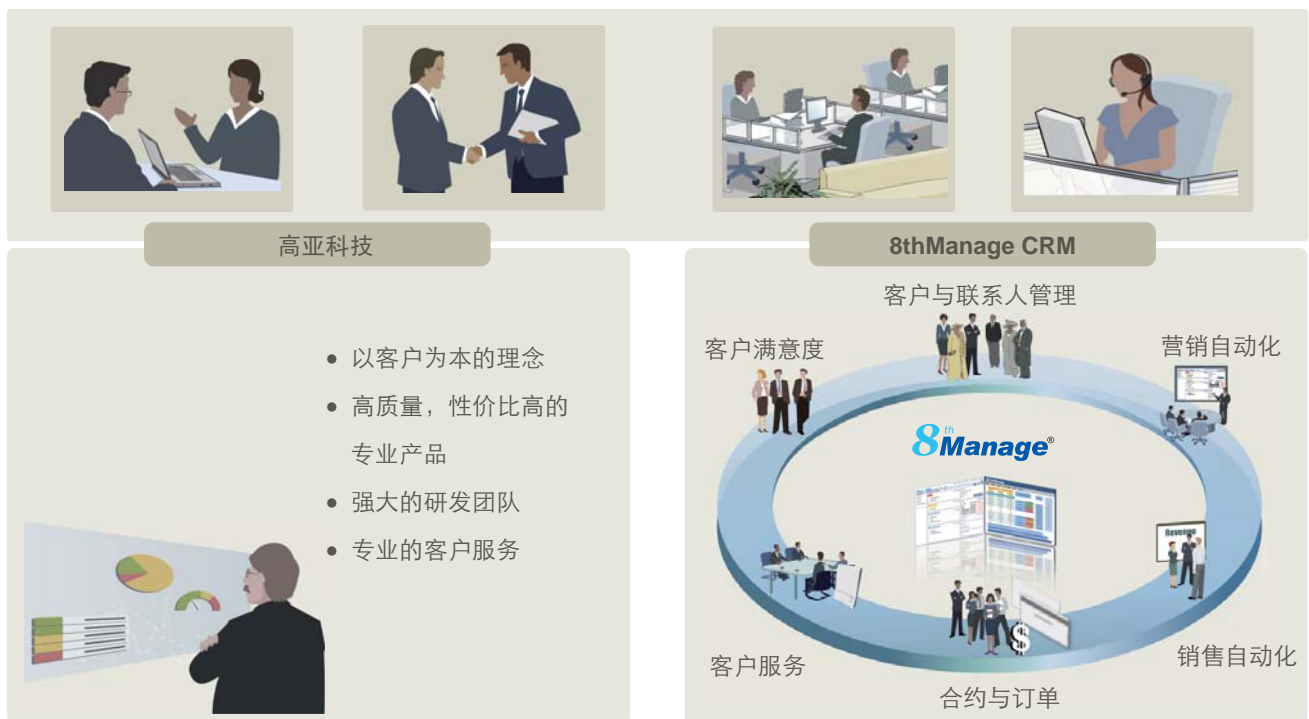 高亚科技
8thManage CRM
以客户为本的理念
高质量，性价比高的
专业产品
强大的研发团队
专业的客户服务
客户与联系人管理
客户满意度
营销自动化
8th Manage®
Revenge
客户服务
销售自动化
合约与订单
$